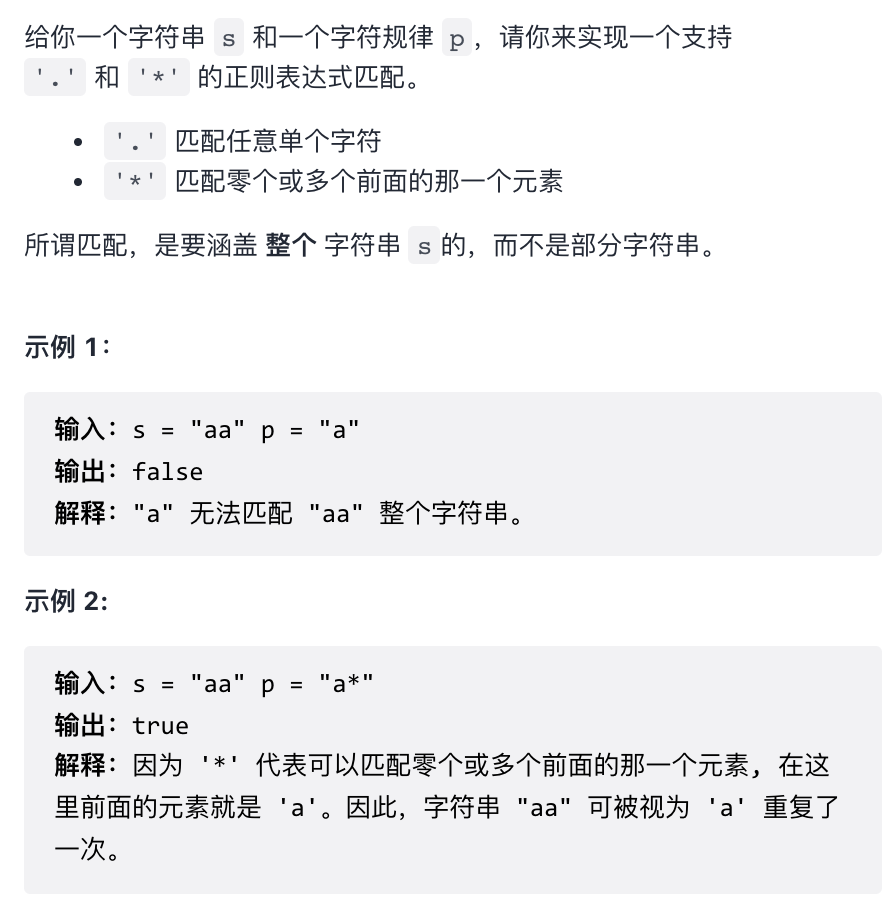 给你一个字符串 s 和一个字符规律 p，请你来实现一个支持
'.' 和 '*' 的正则表达式匹配。
• '.' 匹配任意单个字符
• '*' 匹配零个或多个前面的那一个元素
所谓匹配，是要涵盖 整个 字符串 s的，而不是部分字符串。
示例 1：
输入：s = "aa" p = "a"
输出：false
解释："a" 无法匹配 "aa" 整个字符串。
示例 2:
输入：s = "aa" p = "a*"
输出：true
解释：因为 '*' 代表可以匹配零个或多个前面的那一个元素, 在这
里前面的元素就是 'a'。因此，字符串 "aa" 可被视为 'a' 重复了
一次。